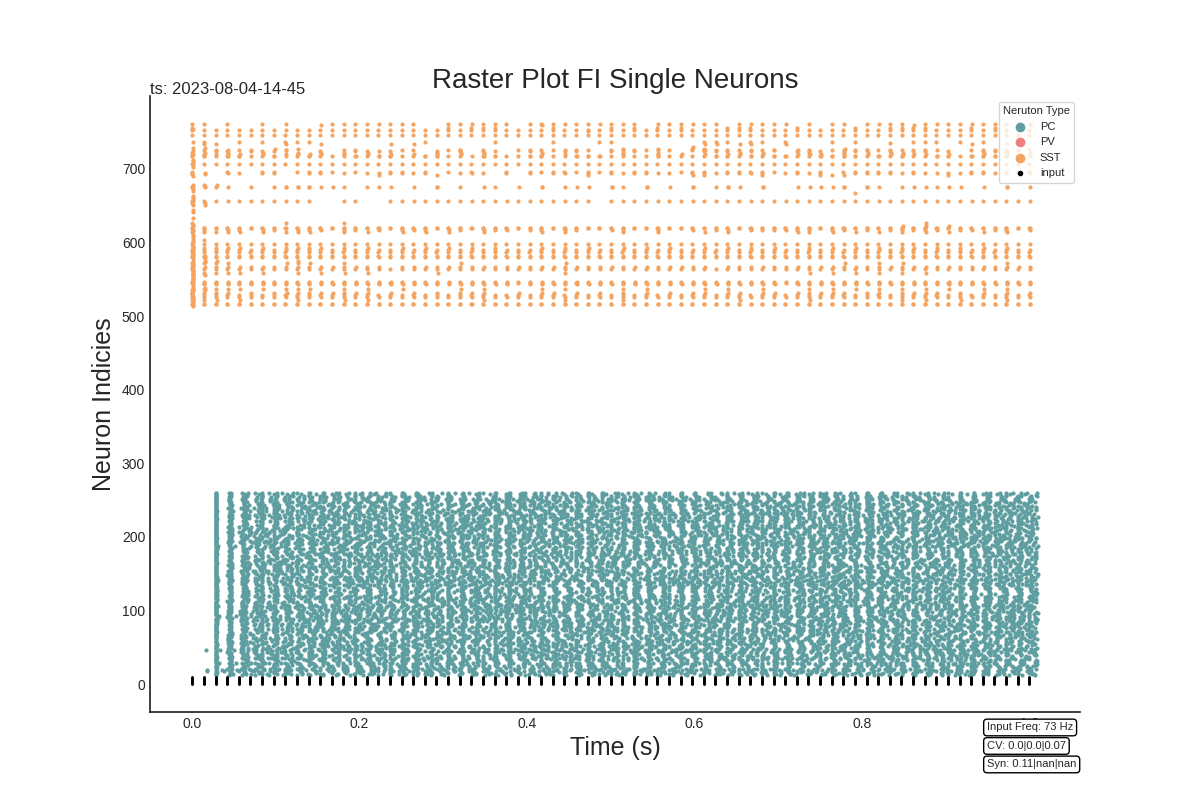 Raster Plot FI Single Neurons
ts: 2023-08-04-14-45
Neruton Type
PC
PV
SST
input
Neuron Indicies
700
600
500
400
300
200
100
0
0.0 0.2 0.4 0.6 0.8
Time (s)
Input Freq: 73 Hz
CV: 0.0|0.0|0.07
Syn: 0.11|nan|nan